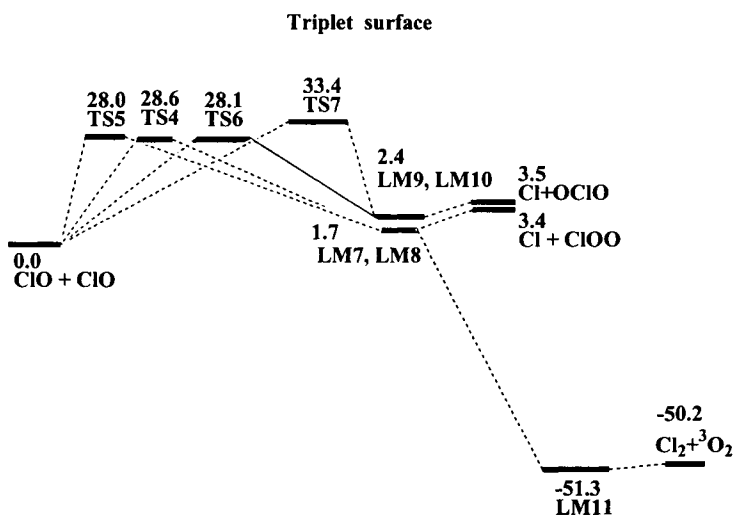 Triplet surface
28.0
TS5
28.6
TS4
28.1
TS6
33.4
TS7
2.4
LM9, LM10
3.5
Cl+OClO
3.4
Cl + ClOO
1.7
LM7, LM8
0.0
ClO + ClO
-50.2
Cl₂+³O₂
-51.3
LM11